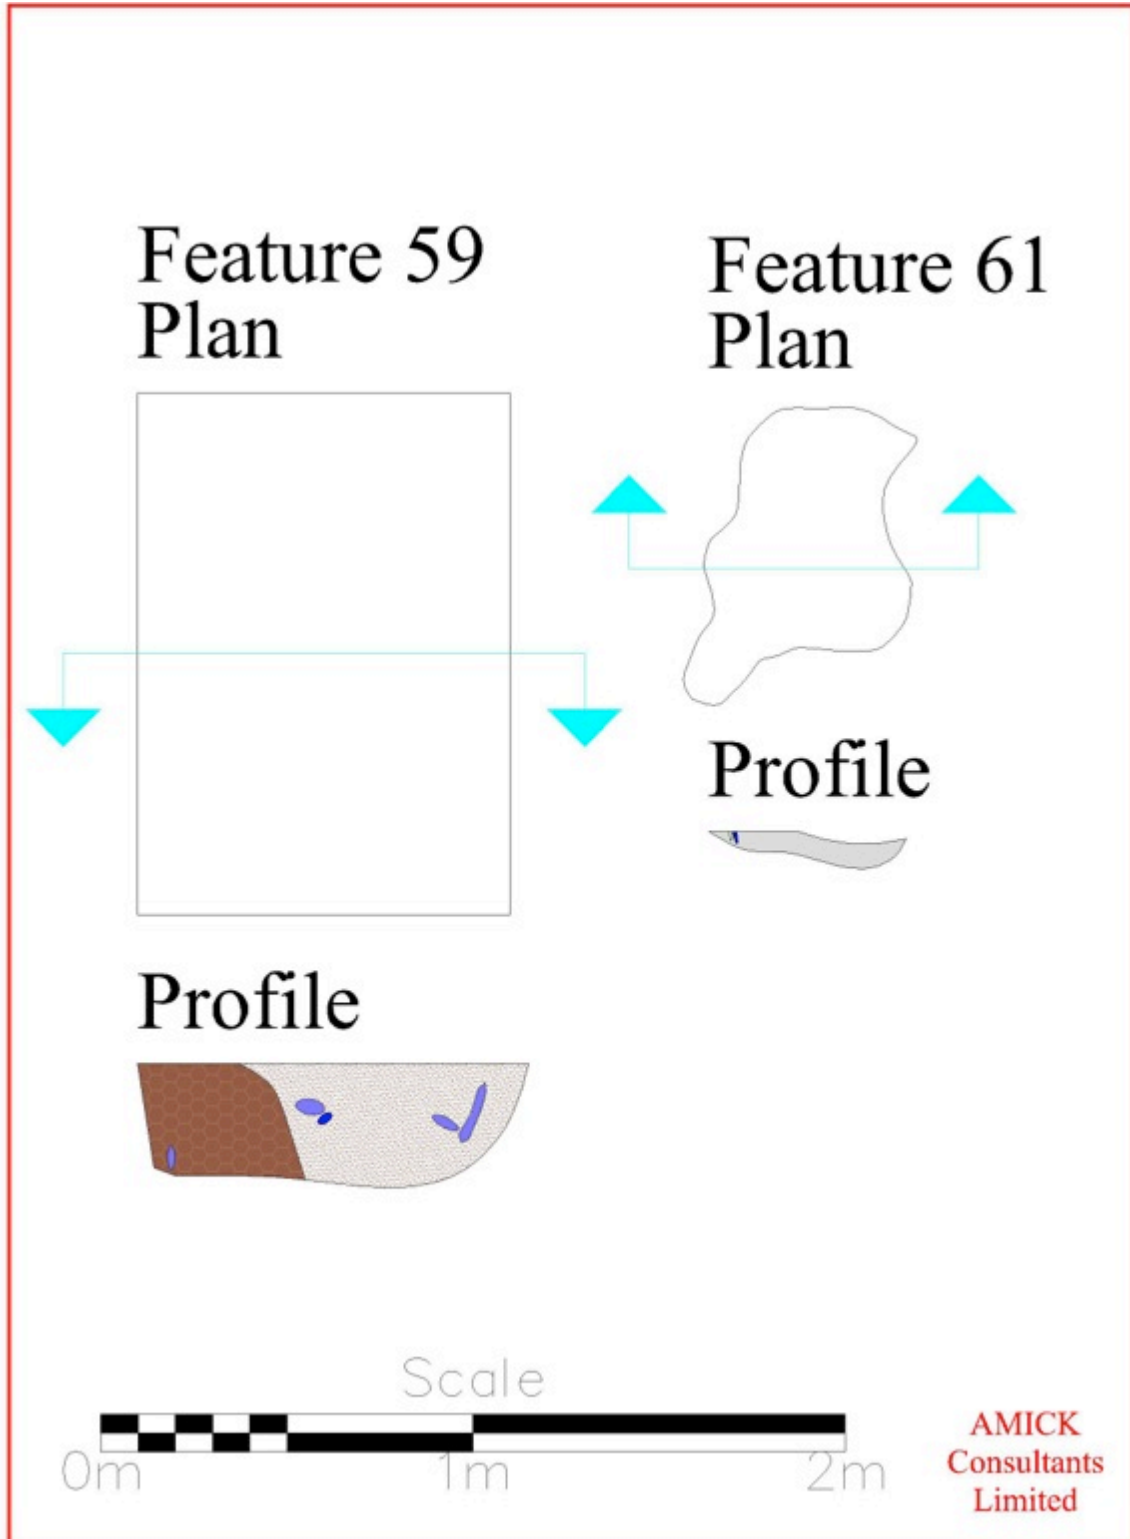 Feature 59
Plan
Feature 61
Plan
Profile
Profile
Scale
0m 1m 2m
AMICK
Consultants
Limited